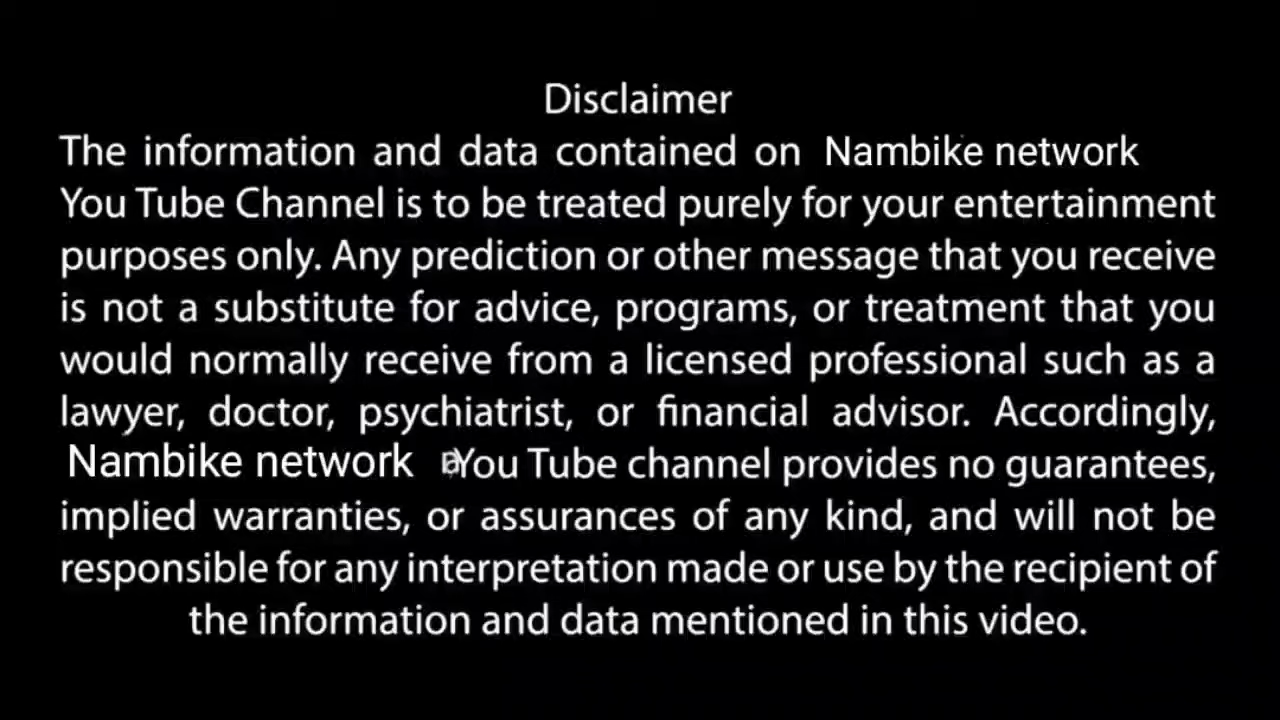 Disclaimer
The information and data contained on Nambike network
You Tube Channel is to be treated purely for your entertainment
purposes only. Any prediction or other message that you receive
is not a substitute for advice, programs, or treatment that you
would normally receive from a licensed professional such as a
lawyer, doctor, psychiatrist, or financial advisor. Accordingly,
Nambike network You Tube channel provides no guarantees,
implied warranties, or assurances of any kind, and will not be
responsible for any interpretation made or use by the recipient of
the information and data mentioned in this video.